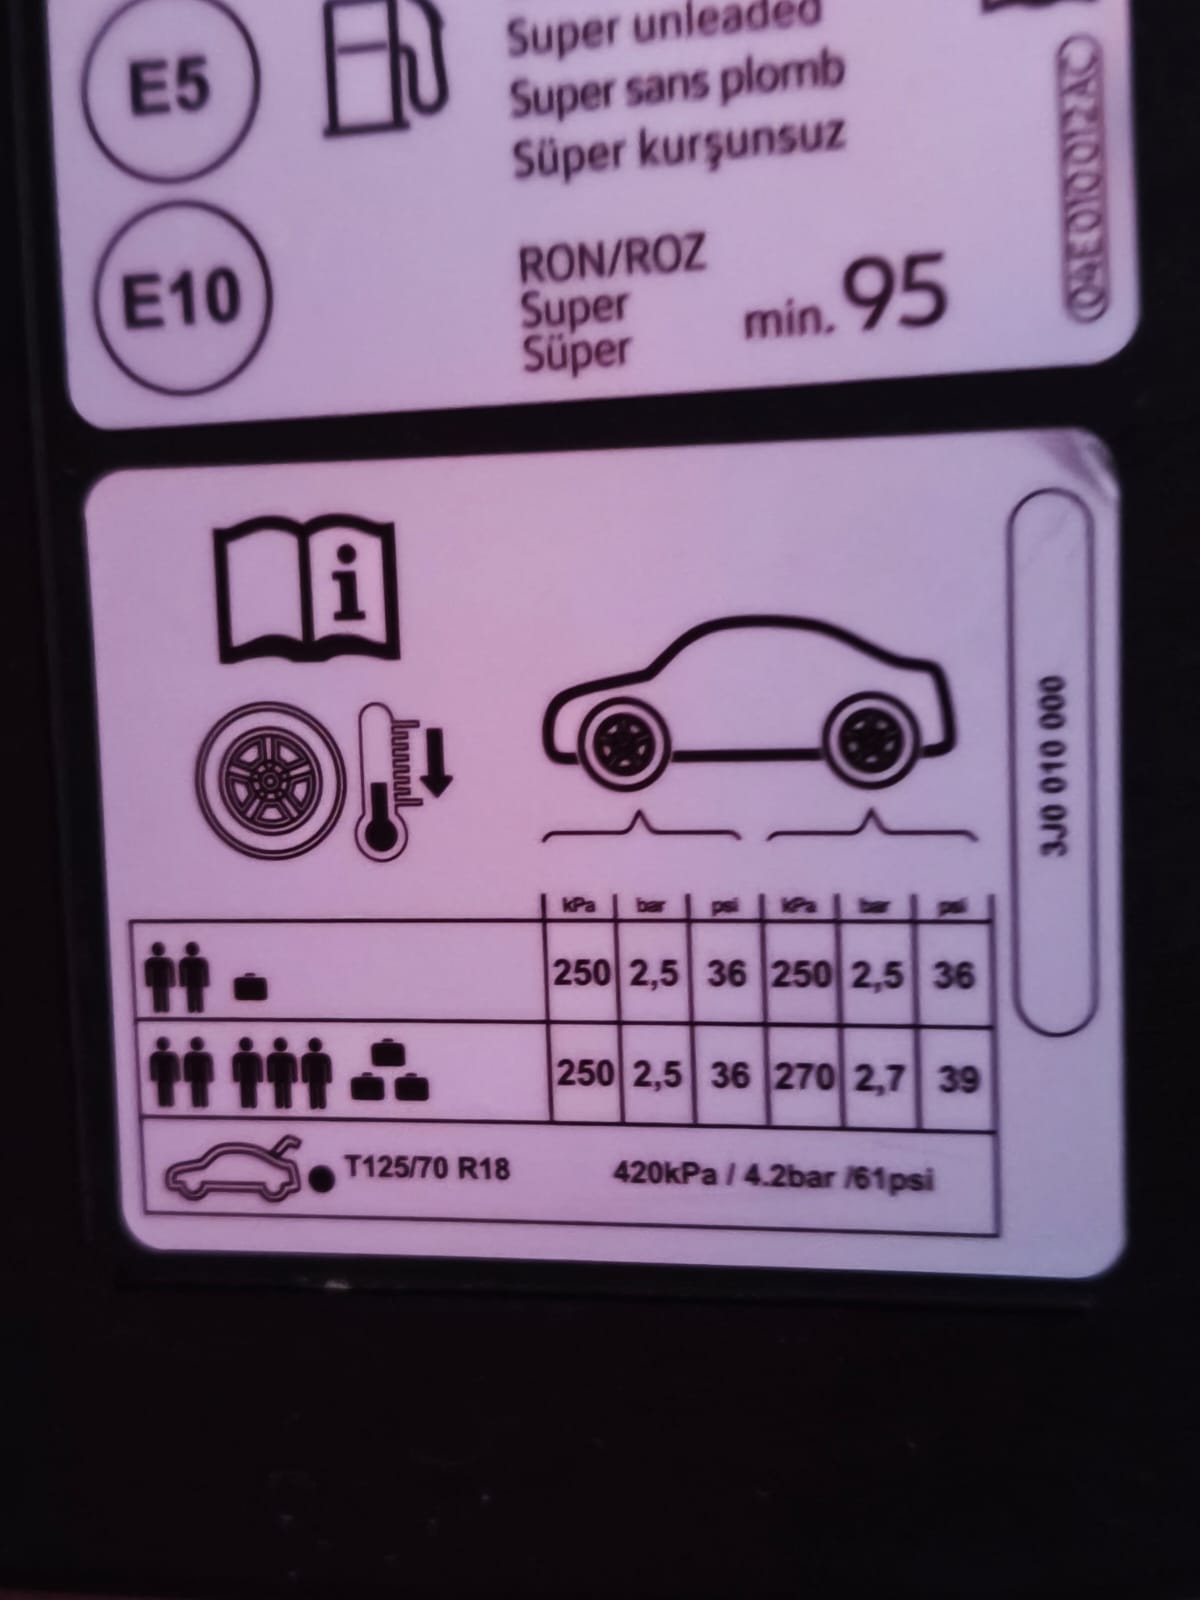 E5
Super unleaded
Super sans plomb
Süper kurşunsuz
E10
RON/ROZ
Super
Süper
min. 95
04E010012AC
i
3J0 010 000
kPa bar psi kPa bar psi
250 2,5 36 250 2,5 36
250 2,5 36 270 2,7 39
T125/70 R18 420kPa / 4.2bar /61psi